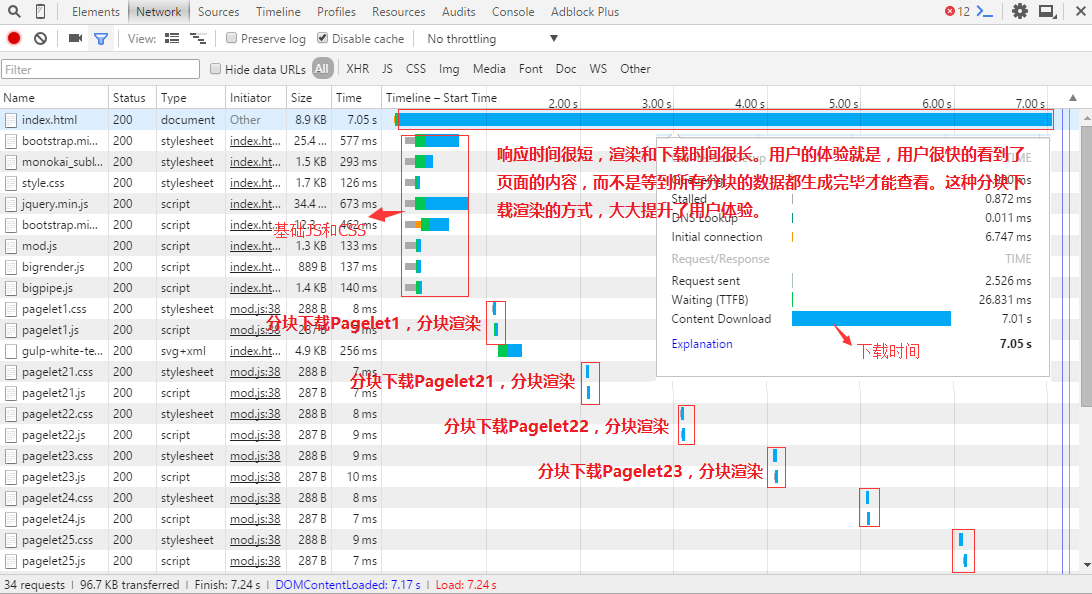 Elements Network Sources Timeline Profiles Resources Audits Console Adblock Plus 12
View: Preserve log Disable cache No throttling
Filter Hide data URLs All XHR JS CSS Img Media Font Doc WS Other
Name Status Type Initiator Size Time Timeline – Start Time
2.00 s 3.00 s 4.00 s 5.00 s 6.00 s 7.00 s
index.html 200 document Other 8.9 KB 7.05 s
bootstrap.mi... 200 stylesheet index.ht... 25.4 ... 577 ms
monokai_subl... 200 stylesheet index.ht... 1.5 KB 293 ms
style.css 200 stylesheet index.ht... 1.7 KB 126 ms
jquery.min.js 200 script index.ht... 34.4 ... 673 ms
bootstrap.mi... 200 script index.ht... 12.3 ... 462 ms
mod.js 200 script index.ht... 1.3 KB 133 ms
bigrender.js 200 script index.ht... 889 B 137 ms
bigpipe.js 200 script index.ht... 1.4 KB 140 ms
pagelet1.css 200 stylesheet mod.js:38 288 B 8 ms
pagelet1.js 200 script mod.js:38 287 B
gulp-white-te... 200 svg+xml index.ht... 4.9 KB 256 ms
pagelet21.css 200 stylesheet mod.js:38 288 B 7 ms
pagelet21.js 200 script mod.js:38 287 B 7 ms
pagelet22.css 200 stylesheet mod.js:38 288 B 8 ms
pagelet22.js 200 script mod.js:38 287 B 9 ms
pagelet23.css 200 stylesheet mod.js:38 288 B 9 ms
pagelet23.js 200 script mod.js:38 287 B 10 ms
pagelet24.css 200 stylesheet mod.js:38 288 B 8 ms
pagelet24.js 200 script mod.js:38 287 B 7 ms
pagelet25.css 200 stylesheet mod.js:38 288 B 9 ms
pagelet25.js 200 script mod.js:38 287 B 7 ms
响应时间很短，渲染和下载时间很长。用户的体验就是，用户很快的看到了
页面的内容，而不是等到所有分块的数据都生成完毕才能查看。这种分块下
载渲染的方式，大大提升了用户体验。
基础JS和CSS
TIME
Stalled 0.872 ms
DNS Lookup 0.011 ms
Initial connection 6.747 ms
Request/Response TIME
Request sent 2.526 ms
Waiting (TTFB) 26.831 ms
Content Download 7.01 s
Explanation 7.05 s
下载时间
分块下载Pagelet1，分块渲染
分块下载Pagelet21，分块渲染
分块下载Pagelet22，分块渲染
分块下载Pagelet23，分块渲染
34 requests | 96.7 KB transferred | Finish: 7.24 s | DOMContentLoaded: 7.17 s | Load: 7.24 s